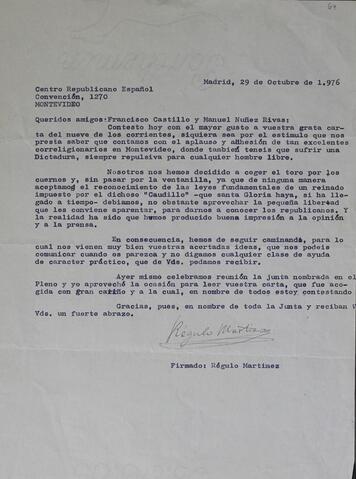 64
Madrid, 29 de Octubre de 1.976
Centro Republicano Español
Convención, 1270
MONTEVIDEO
Queridos amigos:Francisco Castillo y Manuel Nuñez Rivas:
Contesto hoy con el mayor gusto a vuestra grata car-
ta del nueve de los corrientes, siquiera sea por el estimulo que nos
presta saber que contamos con el aplauso y adhesión de tan excelentes
correligionarios en Montevideo, donde también teneis que sufrir una
Dictadura, siempre repulsiva para cualquier hombre libre.
Nosotros nos hemos decidido a coger el toro por los
cuernos y, sin pasar por la ventanilla, ya que de ninguna manera
aceptamos el reconocimiento de las leyes fundamentales de un reinado
impuesto por el dichoso "Caudillo" -que santa Gloria haya, si ha lle-
gado a tiempo- debiamos, no obstante aprovechar la pequeña libertad
que les conviene aparentar, para darnos a conocer los republicanos. Y
la realidad ha sido que hemos producido buena impresión a la opinión
y a la prensa.
En consecuencia, hemos de seguir caminando, para lo
cual nos vienen muy bien vuestras acertadas ideas, que nos podeis
comunicar cuando os parezca y no digamos cualquier clase de ayuda
de caracter práctico, que de Vds. podamos recibir.
Ayer mismo celebramos reunión la junta nombrada en el
Pleno y yo aproveché la ocasión para leer vuestra carta, que fue aco-
gida con gran cariño y a la cual, en nombre de todos estoy contestando
Gracias, pues, en nombre de toda la Junta y reciban V
Vds. un fuerte abrazo.
Régulo Martinez
Firmado: Régulo Martinez